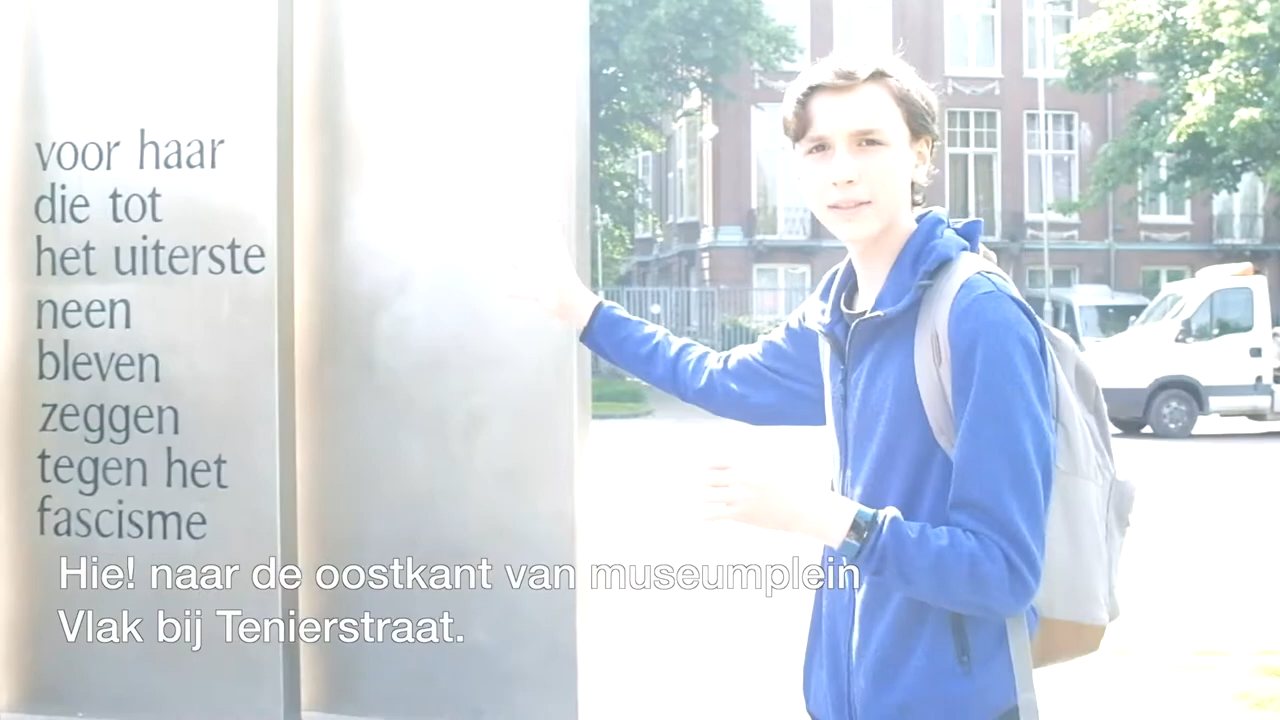 voor haar
die tot
het uiterste
neen
bleven
zeggen
tegen het
fascisme
Hie! naar de oostkant van museumplein
Vlak bij Tenierstraat.